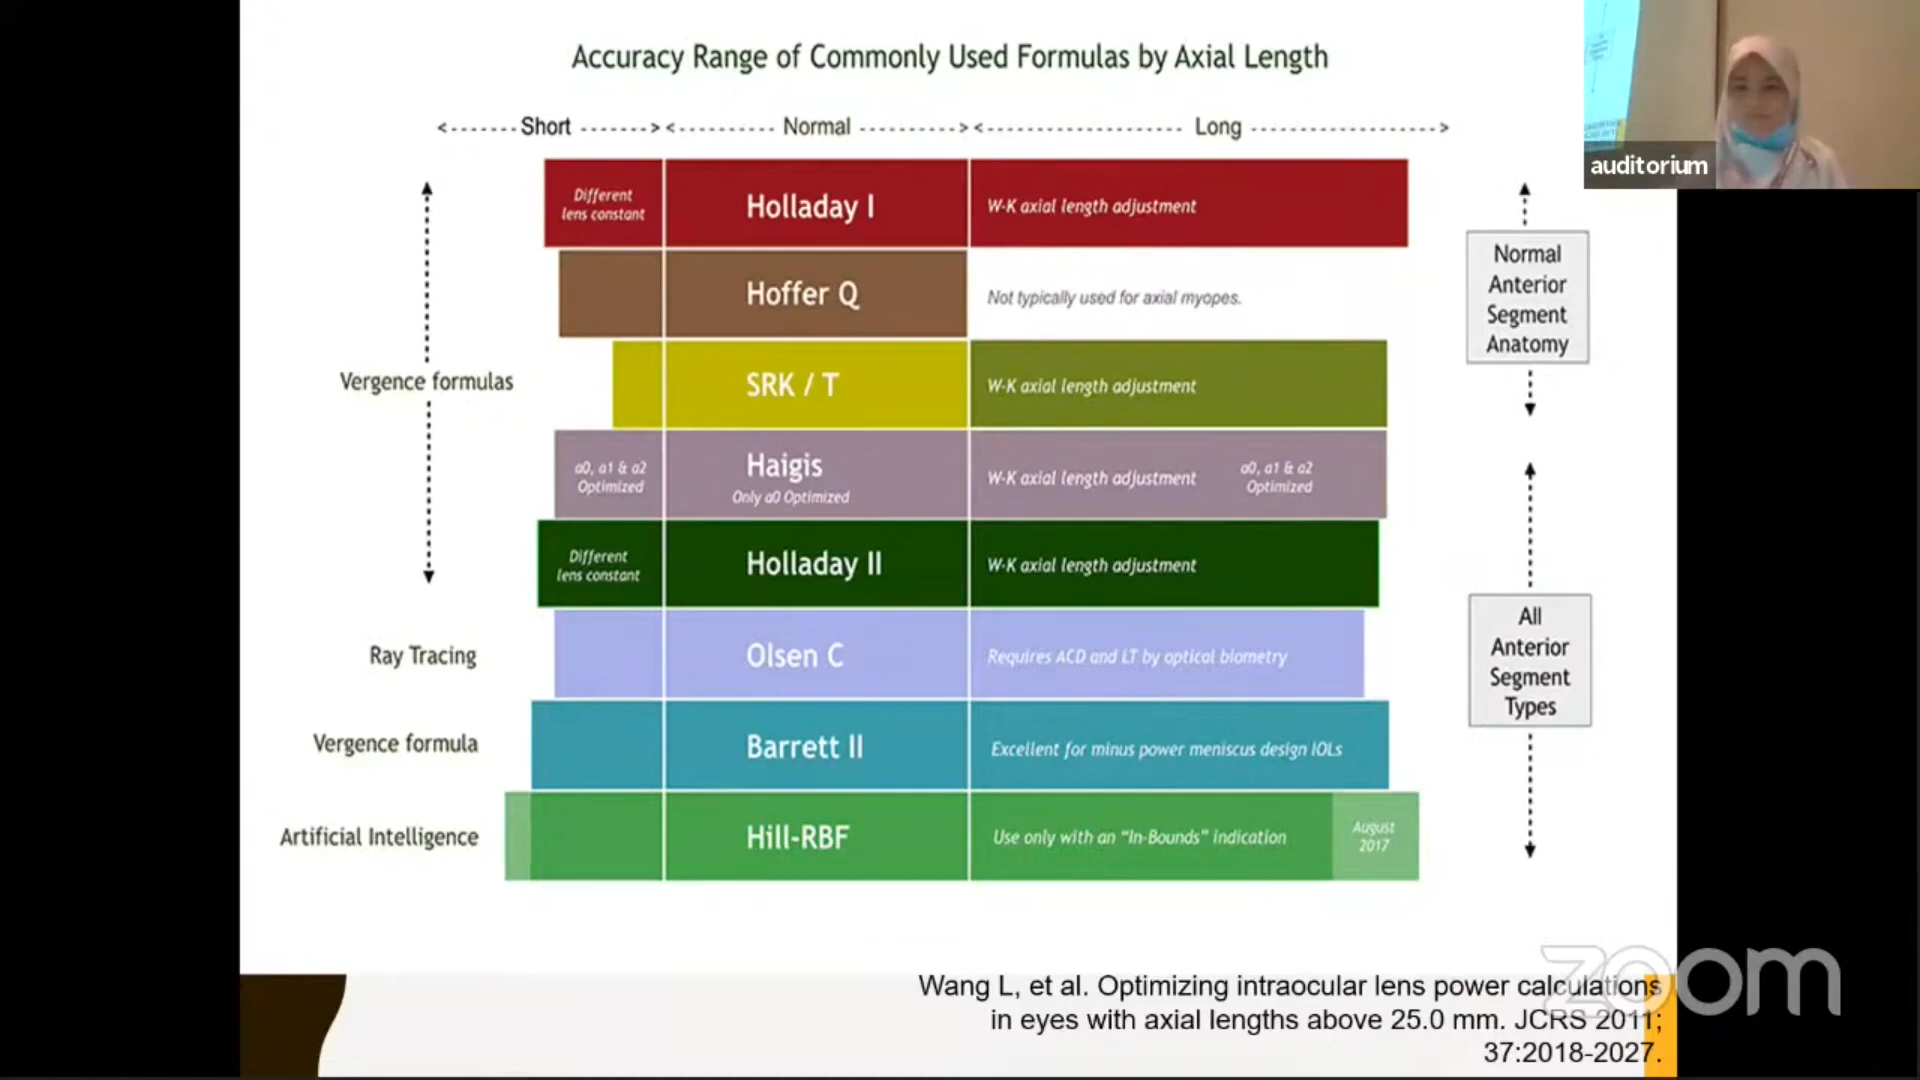 Accuracy Range of Commonly Used Formulas by Axial Length
Short
Normal
Long
auditorium
Different
lens constant
Holladay I
W-K axial length adjustment
Hoffer Q
Not typically used for axial myopes.
Normal
Anterior
Segment
Anatomy
Vergence formulas
SRK / T
W-K axial length adjustment
a0, a1 & a2
Optimized
Haigis
Only a0 Optimized
W-K axial length adjustment
a0, a1 & a2
Optimized
Different
lens constant
Holladay II
W-K axial length adjustment
All
Anterior
Segment
Types
Ray Tracing
Olsen C
Requires ACD and LT by optical biometry
Vergence formula
Barrett II
Excellent for minus power meniscus design IOLs
Artificial Intelligence
Hill-RBF
Use only with an “In-Bounds” indication
August
2017
Wang L, et al. Optimizing intraocular lens power calculations
in eyes with axial lengths above 25.0 mm. JCRS 2011;
37:2018-2027.
zoom